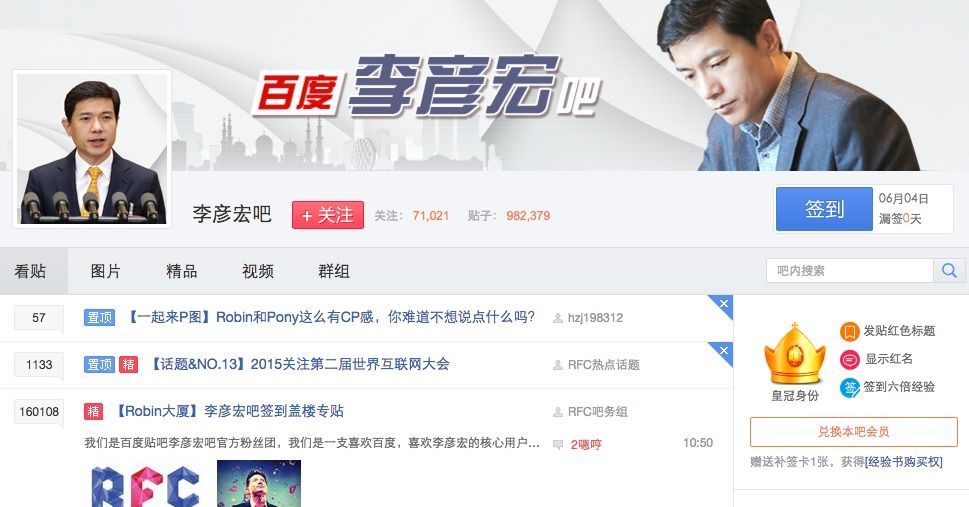 百度 李彦宏 吧
李彦宏吧 + 关注 关注: 71,021 贴子: 982,379
签到 06月04日
漏签0天
看贴 图片 精品 视频 群组
吧内搜索
57 置顶 【一起来P图】Robin和Pony这么有CP感，你难道不想说点什么吗? hzj198312
1133 置顶 精 【话题&NO.13】2015关注第二届世界互联网大会 RFC热点话题
160108 精 【Robin大厦】李彦宏吧签到盖楼专贴 RFC吧务组
我们是百度贴吧李彦宏吧官方粉丝团，我们是一支喜欢百度，喜欢李彦宏的核心用户... 2嗯哼 10:50
RFC
皇冠身份
发贴红色标题
红 显示红名
签 签到六倍经验
兑换本吧会员
赠送补签卡1张，获得[经验书购买权]